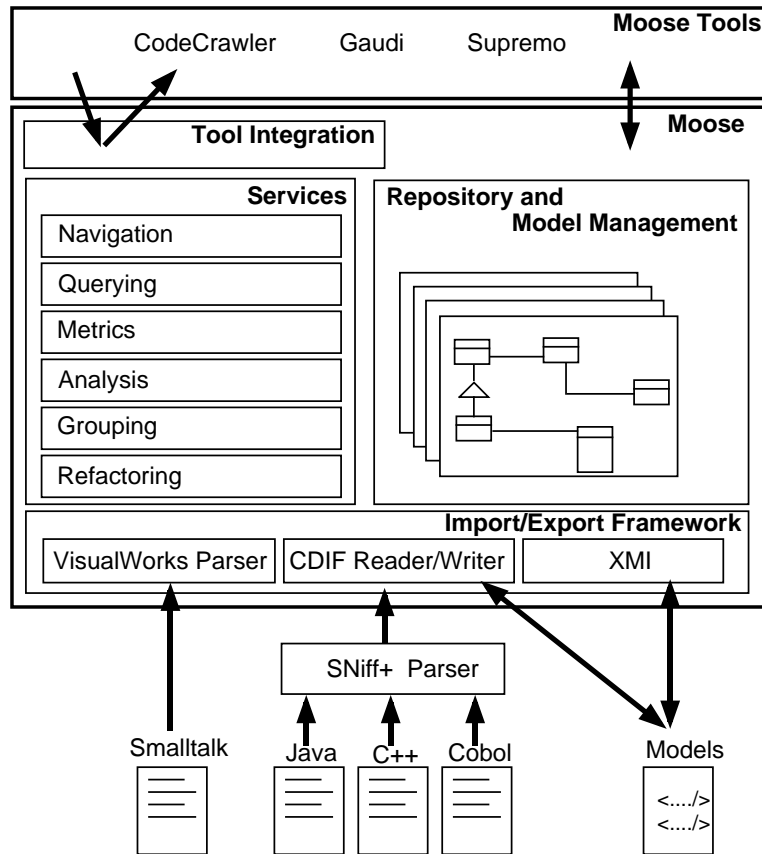 Moose Tools
CodeCrawler Gaudi Supremo
Moose
Tool Integration
Services
Navigation
Querying
Metrics
Analysis
Grouping
Refactoring
Repository and
Model Management
Import/Export Framework
VisualWorks Parser
CDIF Reader/Writer
XMI
SNiff+ Parser
Smalltalk
Java
C++
Cobol
Models
<..../>
<..../>